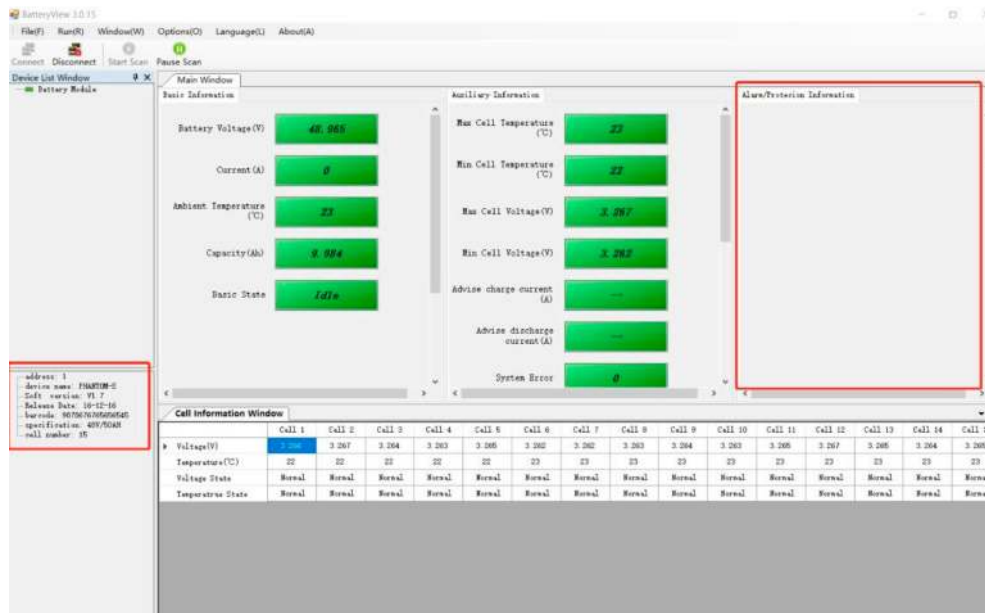 BatteryView 3.0.15
File(F) Run(R) Window(W) Options(O) Language(L) About(A)
Connect Disconnect Start Scan Pause Scan
Device List Window
Battery Module
Main Window
Basic Information
Battery Voltage(V) 48.965
Current(A) 0
Ambient Temperature (℃) 23
Capacity(Ah) 9.984
Basic State Idle
Auxiliary Information
Max Cell Temperature (℃) 23
Min Cell Temperature (℃) 22
Max Cell Voltage(V) 3.267
Min Cell Voltage(V) 3.262
Advise charge current (A) ---
Advise discharge current(A) ---
System Error 0
Alarm/Protection Information
address: 1
device name: PHANTOM-S
Soft version: V1.7
Release Date: 16-12-16
barcode:
specification: 48V/50AH
cell number: 15
Cell Information Window
Cell 1 Cell 2 Cell 3 Cell 4 Cell 5 Cell 6 Cell 7 Cell 8 Cell 9 Cell 10 Cell 11 Cell 12 Cell 13 Cell 14 Cell
Voltage(V) 3.267 3.264 3.263 3.265 3.262 3.262 3.263 3.264 3.263 3.265 3.267 3.265 3.264 3.265
Temperature(℃) 22 22 22 22 22 23 23 23 23 23 23 23 23 23 23
Voltage State Normal Normal Normal Normal Normal Normal Normal Normal Normal Normal Normal Normal Normal Normal
Temperatrue State Normal Normal Normal Normal Normal Normal Normal Normal Normal Normal Normal Normal Normal Normal